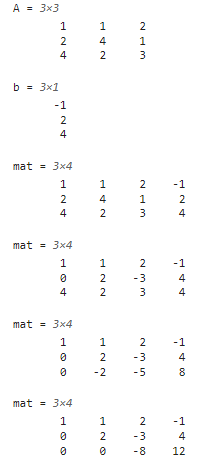 A = 3×3
1 1 2
2 4 1
4 2 3
b = 3×1
-1
2
4
mat = 3×4
1 1 2 -1
2 4 1 2
4 2 3 4
mat = 3×4
1 1 2 -1
0 2 -3 4
4 2 3 4
mat = 3×4
1 1 2 -1
0 2 -3 4
0 -2 -5 8
mat = 3×4
1 1 2 -1
0 2 -3 4
0 0 -8 12